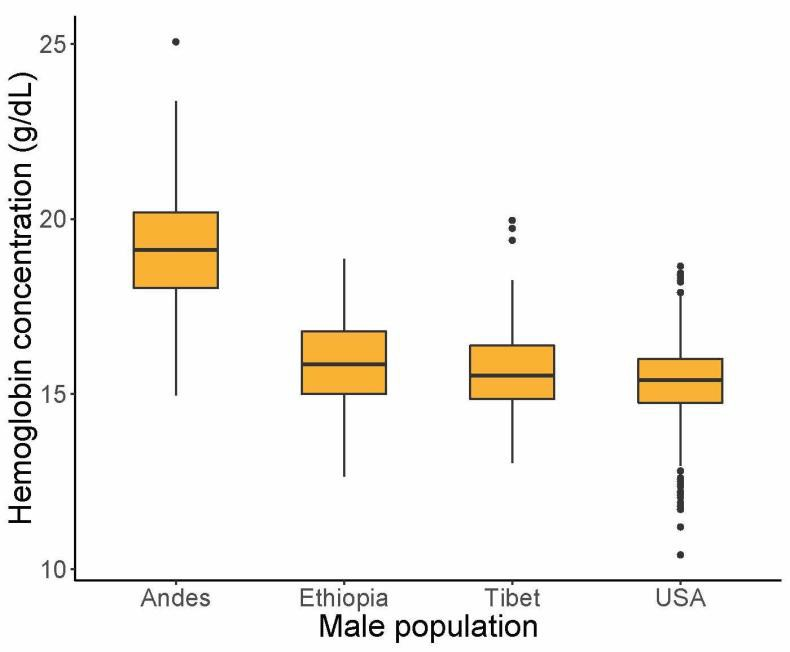 Hemoglobin concentration (g/dL)
25
20
15
10
Andes Ethiopia Tibet USA
Male population